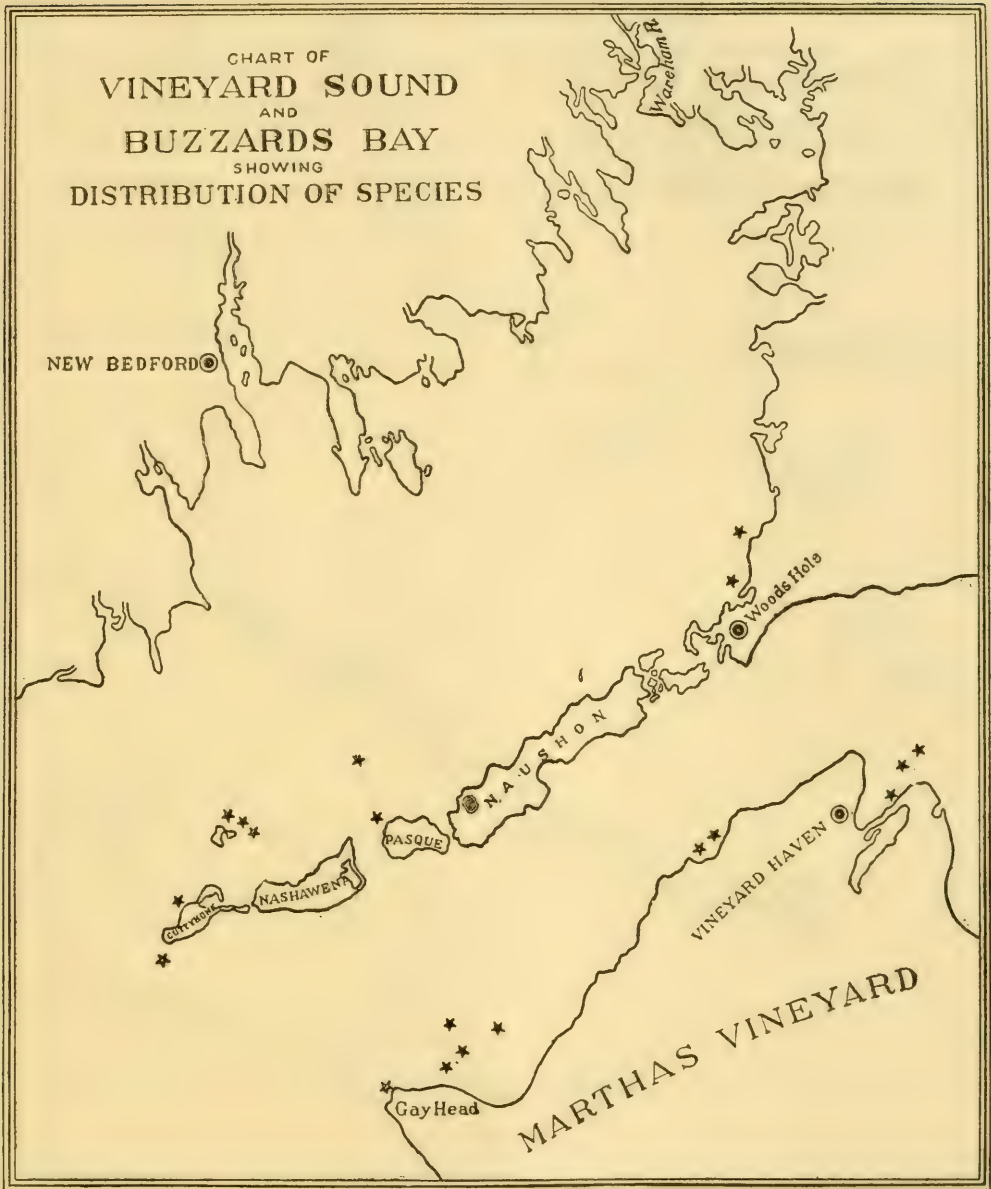 CHART OF
VINEYARD SOUND
AND
BUZZARDS BAY
SHOWING
DISTRIBUTION OF SPECIES
Wareham R.
NEW BEDFORD
Woods Hole
NAUSHON
PASQUE
NASHAWENA
CUTTYHUNK
VINEYARD HAVEN
MARTHAS VINEYARD
Gay Head